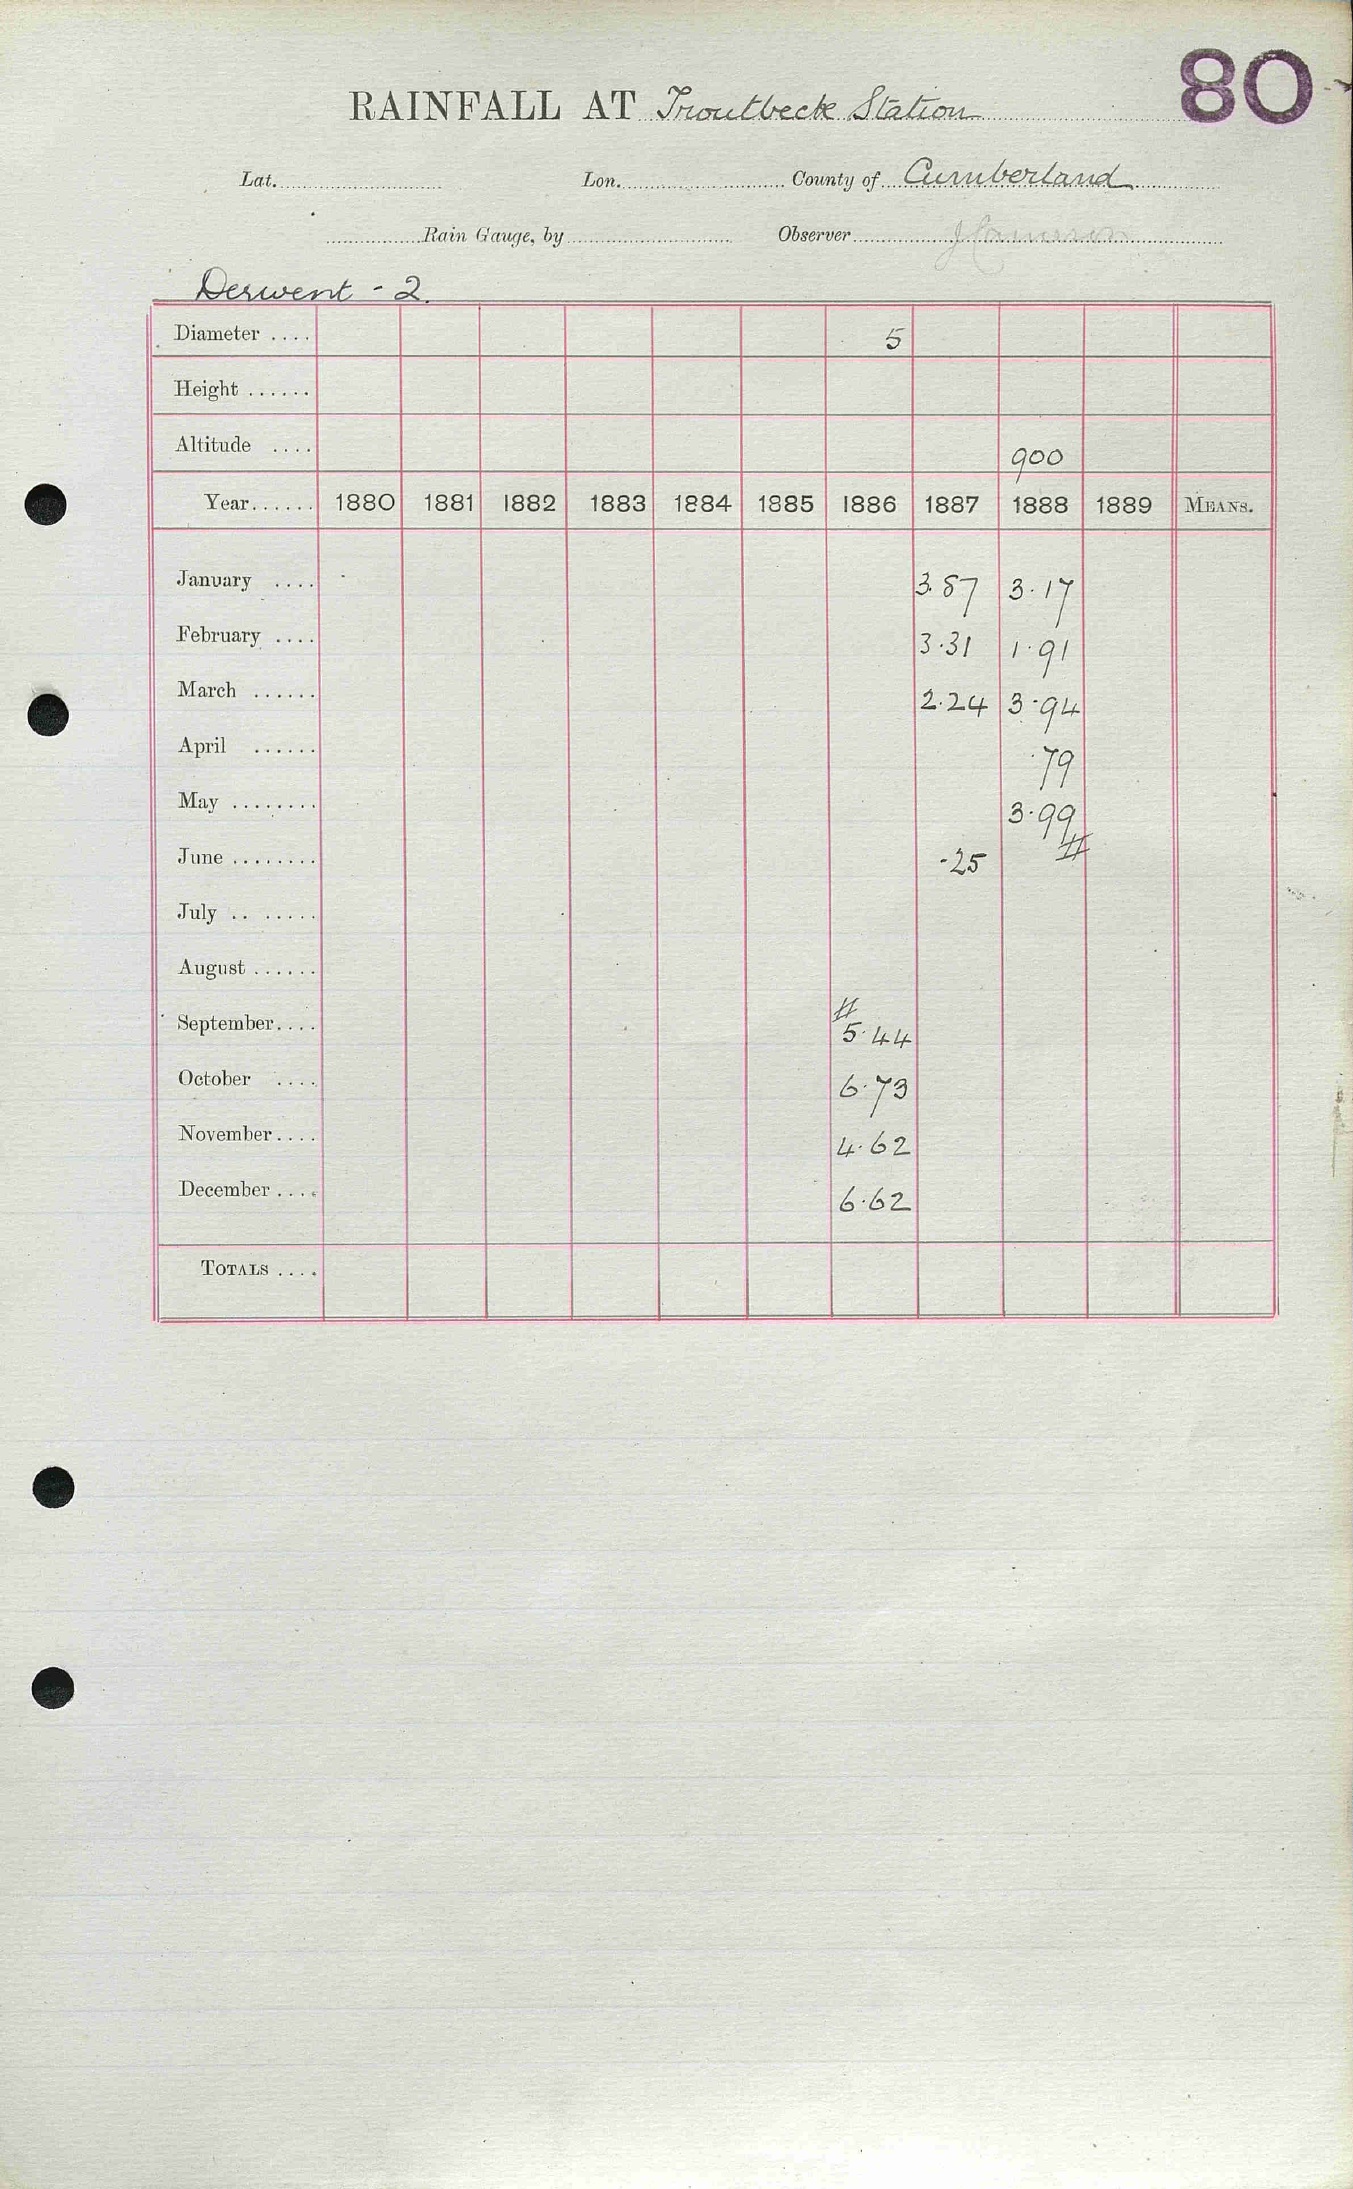 80
RAINFALL AT Troutbeck Station
Lat. Lon. County of Cumberland
Rain Gauge, by Observer J Cameron
Derwent - 2.
Diameter .... 5
Height ......
Altitude .... 900
Year...... 1880 1881 1882 1883 1884 1885 1886 1887 1888 1889 MEANS.
January .... 3.87 3.17
February .... 3.31 1.91
March ...... 2.24 3.94
April ...... .79
May ........ 3.99
June ........ .25 #
July .. .....
August ......
September.... # 5.44
October .... 6.73
November.... 4.62
December .... 6.62
TOTALS ....